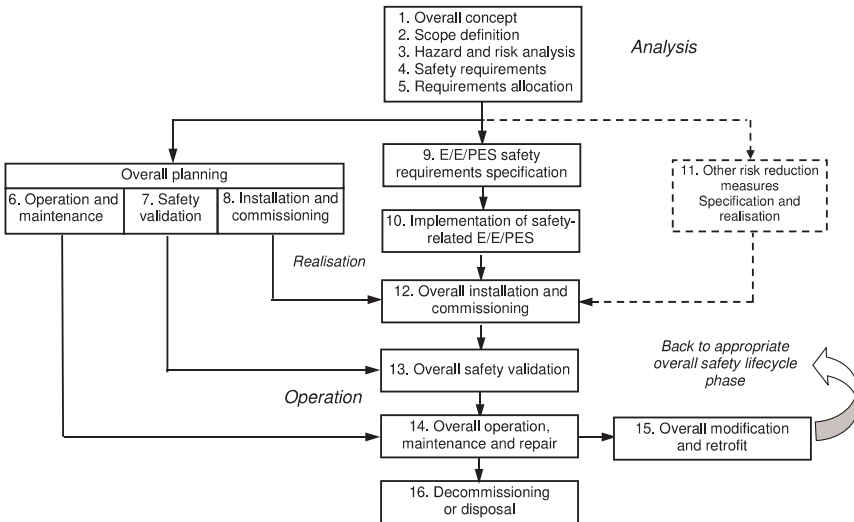 1. Overall concept
2. Scope definition
3. Hazard and risk analysis
4. Safety requirements
5. Requirements allocation
Analysis
Overall planning
6. Operation and
maintenance
7. Safety
validation
8. Installation and
commissioning
9. E/E/PES safety
requirements specification
11. Other risk reduction
measures
Specification and
realisation
10. Implementation of safety-
related E/E/PES
Realisation
12. Overall installation and
commissioning
Back to appropriate
overall safety lifecycle
phase
13. Overall safety validation
Operation
14. Overall operation,
maintenance and repair
15. Overall modification
and retrofit
16. Decommissioning
or disposal